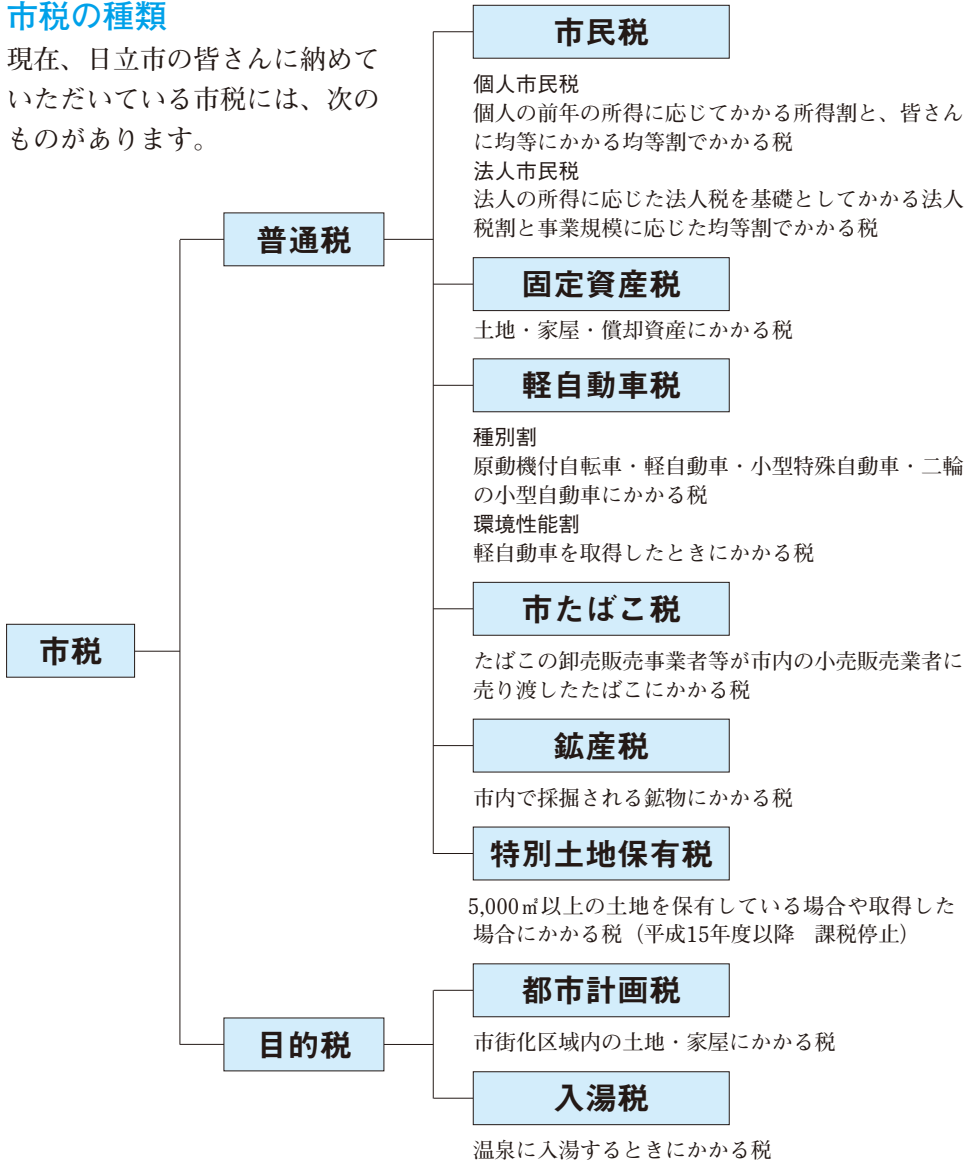 市税の種類
現在、日立市の皆さんに納めて
いただいている市税には、次の
ものがあります。
市税
普通税
市民税
個人市民税
個人の前年の所得に応じてかかる所得割と、皆さん
に均等にかかる均等割でかかる税
法人市民税
法人の所得に応じた法人税を基礎としてかかる法人
税割と事業規模に応じた均等割でかかる税
固定資産税
土地・家屋・償却資産にかかる税
軽自動車税
種別割
原動機付自転車・軽自動車・小型特殊自動車・二輪
の小型自動車にかかる税
環境性能割
軽自動車を取得したときにかかる税
市たばこ税
たばこの卸売販売事業者等が市内の小売販売業者に
売り渡したたばこにかかる税
鉱産税
市内で採掘される鉱物にかかる税
特別土地保有税
5,000㎡以上の土地を保有している場合や取得した
場合にかかる税（平成15年度以降　課税停止）
目的税
都市計画税
市街化区域内の土地・家屋にかかる税
入湯税
温泉に入湯するときにかかる税